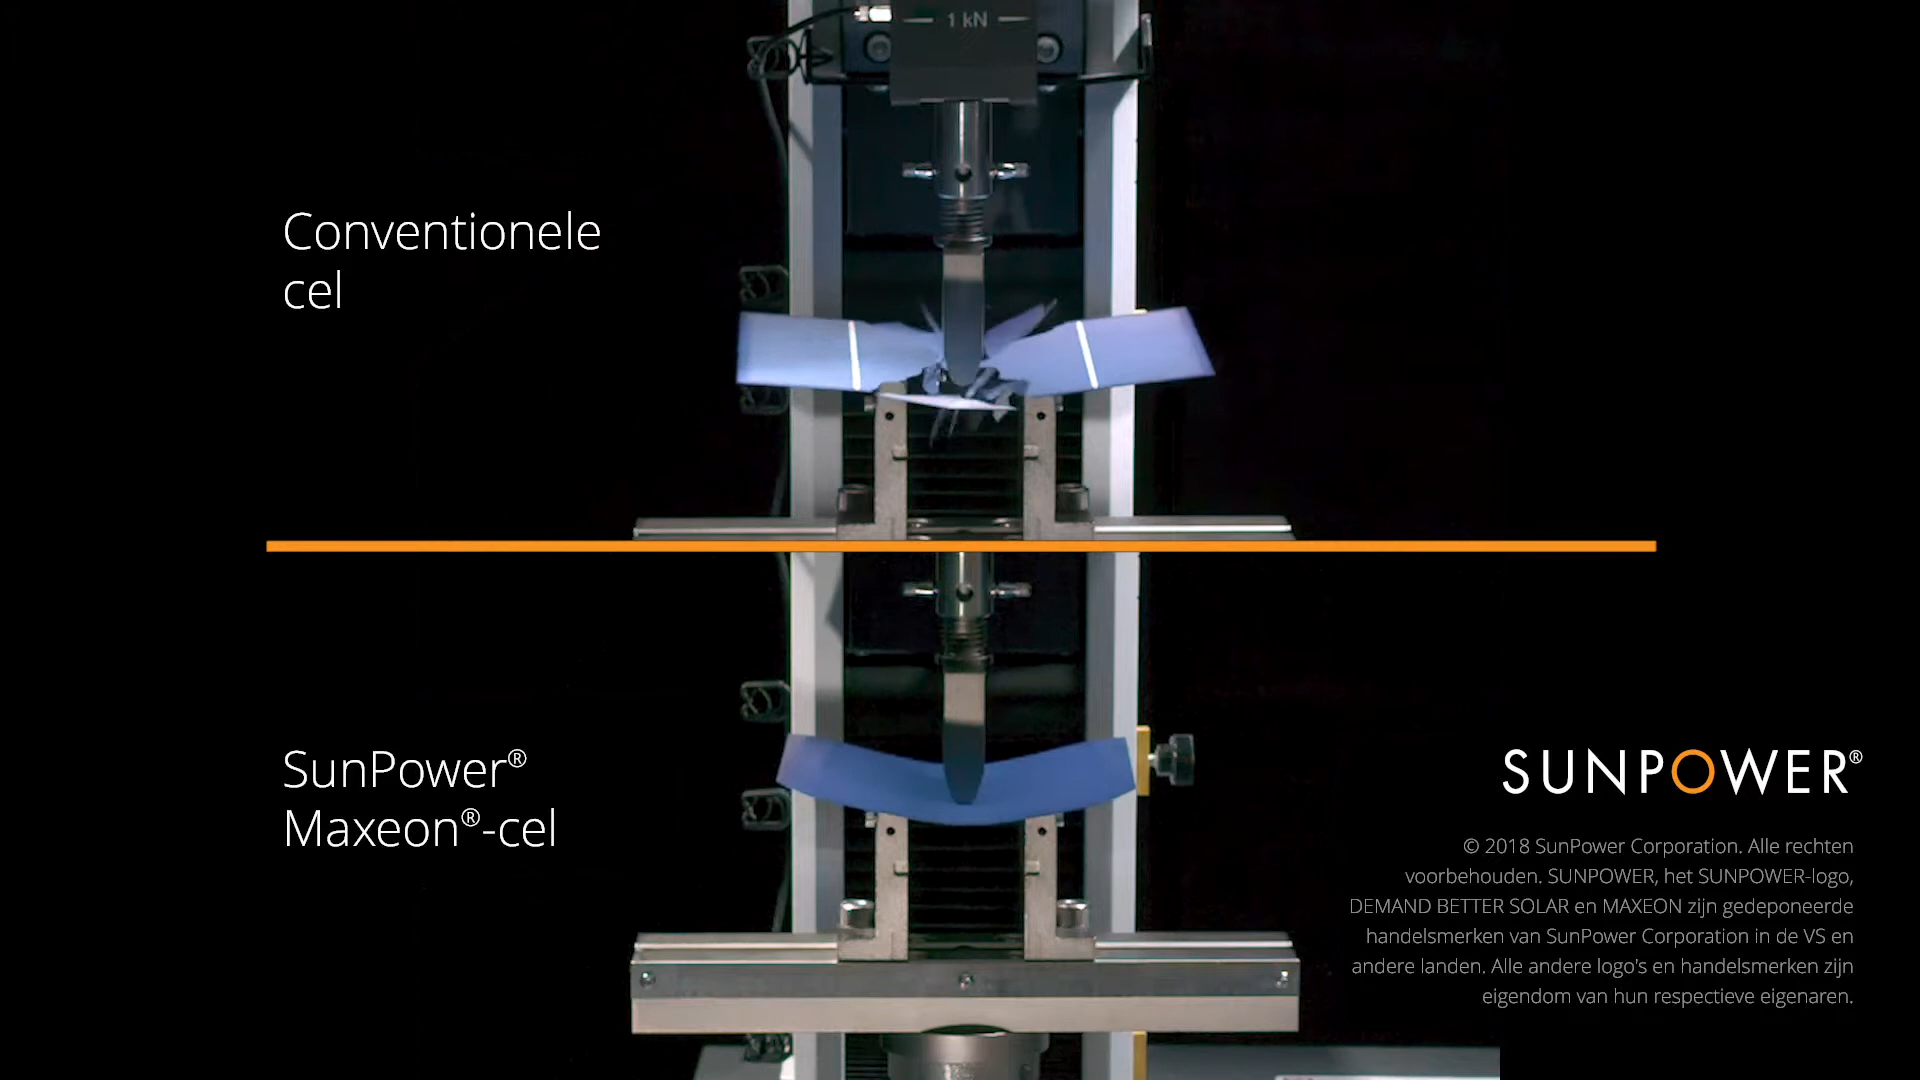 1 kN
Conventionele
cel
SunPower®
Maxeon®-cel
SUNPOWER®
© 2018 SunPower Corporation. Alle rechten
voorbehouden. SUNPOWER, het SUNPOWER-logo,
DEMAND BETTER SOLAR en MAXEON zijn gedeponeerde
handelsmerken van SunPower Corporation in de VS en
andere landen. Alle andere logo's en handelsmerken zijn
eigendom van hun respectieve eigenaren.